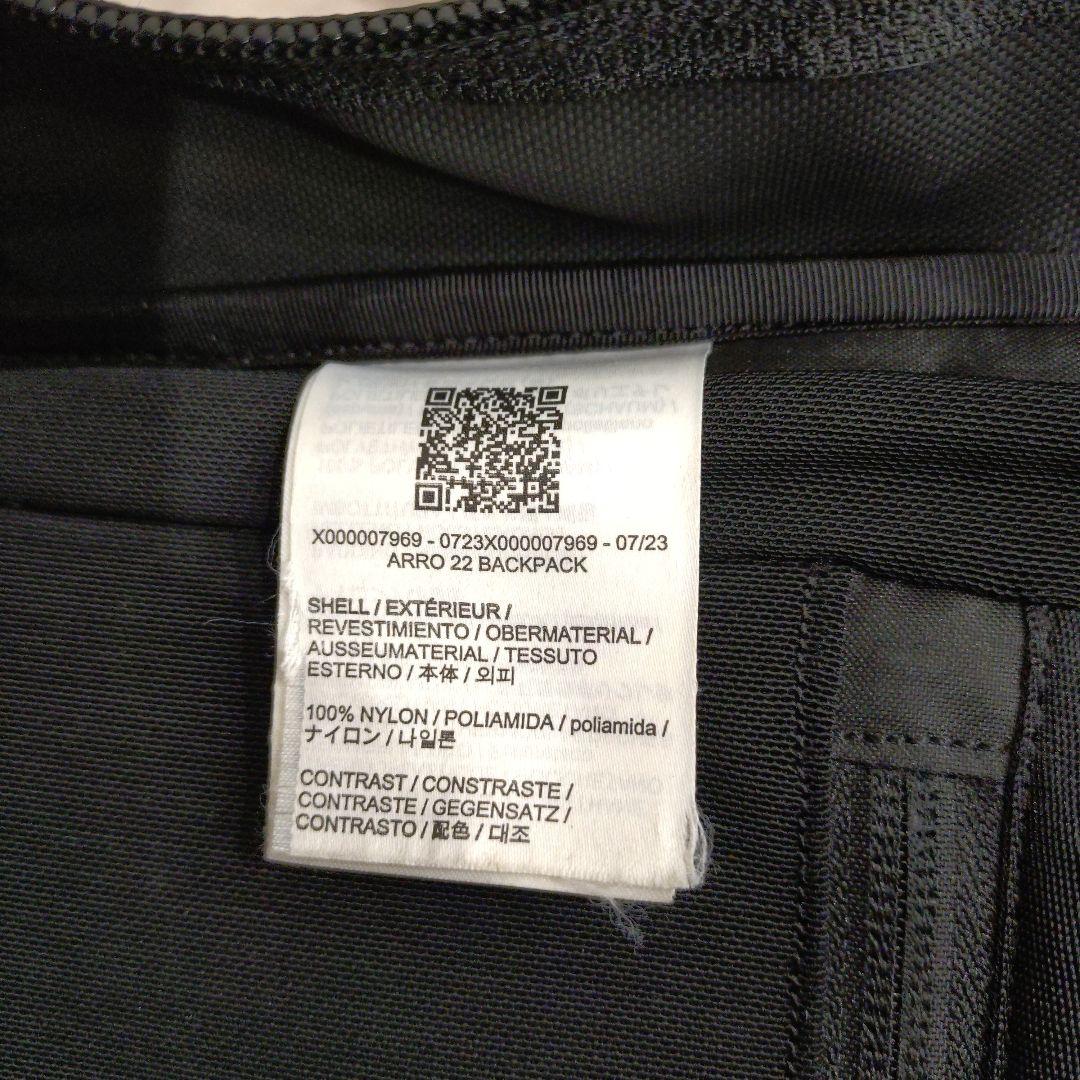 X000007969 - 0723X000007969 - 07/23
ARRO 22 BACKPACK
SHELL / EXTÉRIEUR /
REVESTIMIENTO / OBERMATERIAL /
AUSSEUMATERIAL / TESSUTO
ESTERNO / 本体 / 외피
100% NYLON / POLIAMIDA / poliamida /
ナイロン / 나일론
CONTRAST / CONSTRASTE /
CONTRASTE / GEGENSATZ /
CONTRASTO / 配色 / 대조